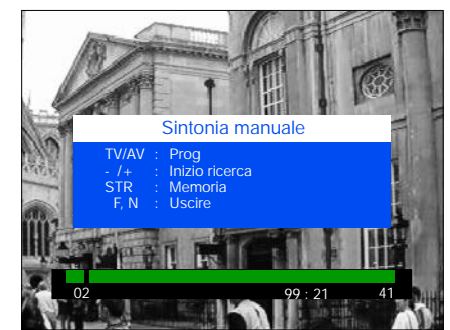 Sintonia manuale
TV/AV : Prog
- /+ : Inizio ricerca
STR : Memoria
F, N : Uscire
02 99 : 21 41